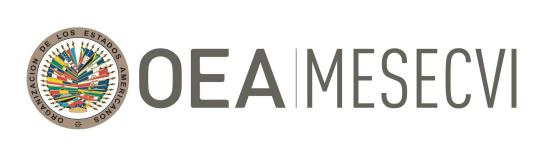 ORGANIZACION DE LOS ESTADOS AMERICANOS
OEA | MESECVI